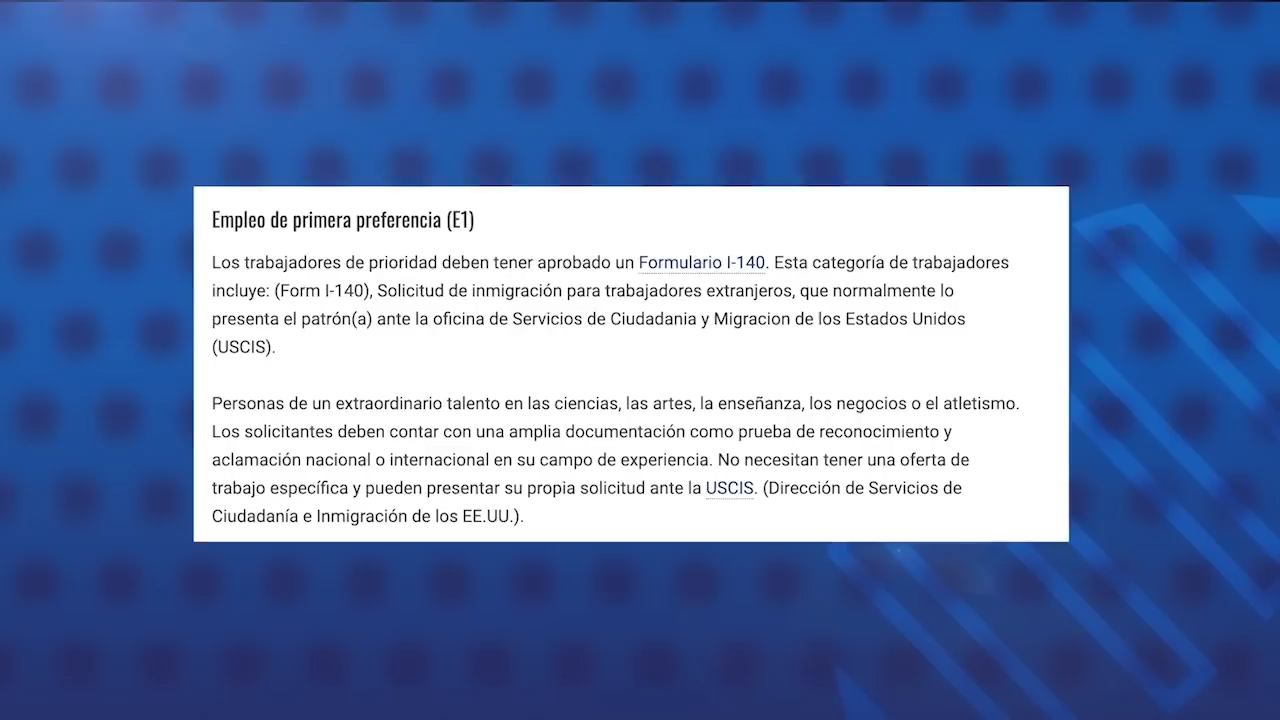 Empleo de primera preferencia (E1)
Los trabajadores de prioridad deben tener aprobado un Formulario I-140. Esta categoría de trabajadores
incluye: (Form I-140), Solicitud de inmigración para trabajadores extranjeros, que normalmente lo
presenta el patrón(a) ante la oficina de Servicios de Ciudadania y Migracion de los Estados Unidos
(USCIS).
Personas de un extraordinario talento en las ciencias, las artes, la enseñanza, los negocios o el atletismo.
Los solicitantes deben contar con una amplia documentación como prueba de reconocimiento y
aclamación nacional o internacional en su campo de experiencia. No necesitan tener una oferta de
trabajo específica y pueden presentar su propia solicitud ante la USCIS. (Dirección de Servicios de
Ciudadanía e Inmigración de los EE.UU.).